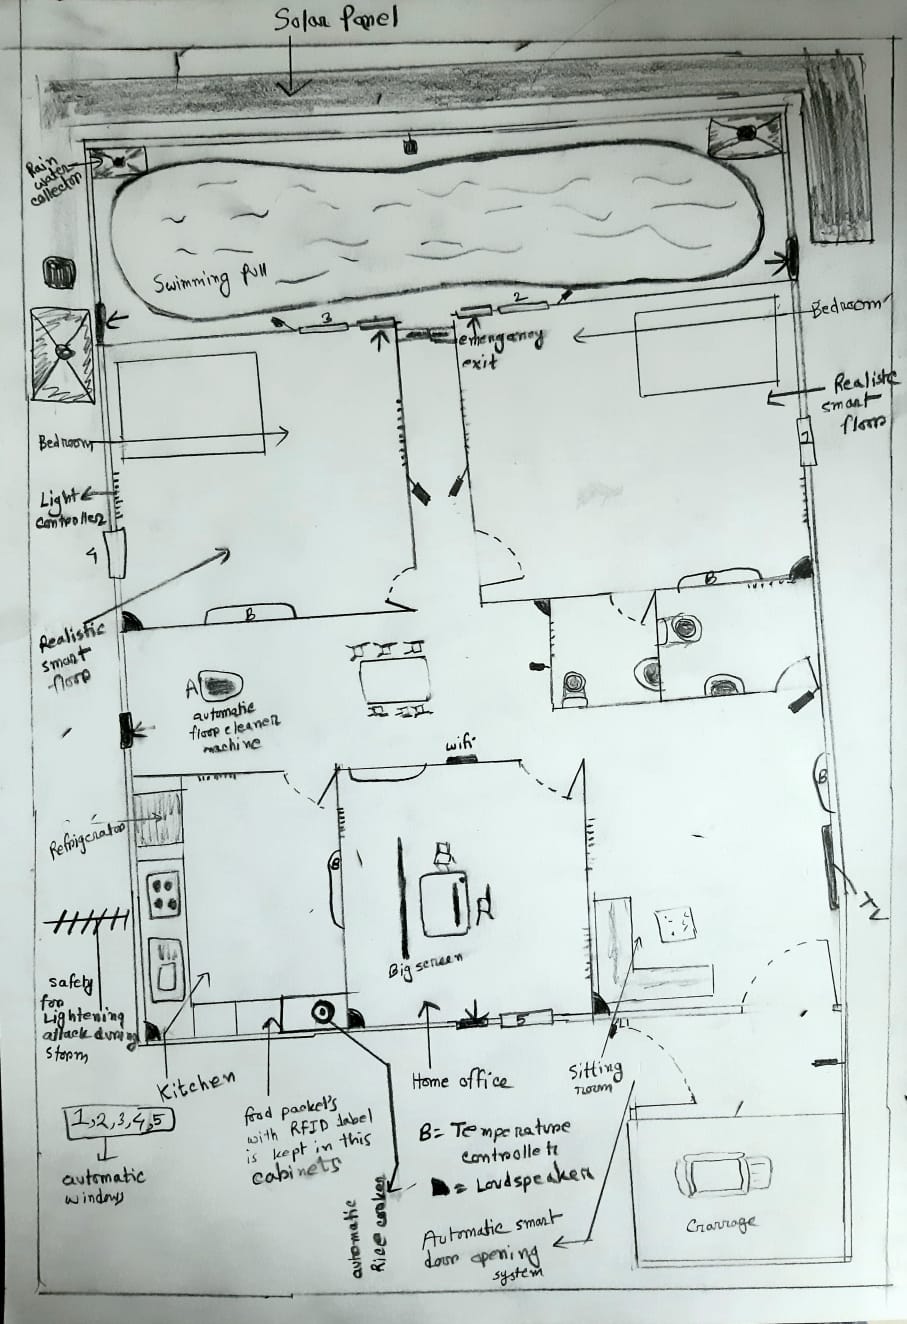 Solar Panel
Rain
water
collector
Swimming pull
3
2
emergancy
exit
Bedroom
Realistic
smart
floor
1
Bedroom
Light
controller
4
B
B
Realistic
smart
floor
A
automatic
floor cleaner
machine
wifi
B
Refrigerator
B
TV
Big screen
safety
for
Lightening
attack during
storm
5
Kitchen
Home office
Sitting
room
1,2,3,4,5
automatic
windows
food packet's
with RFID label
is kept in this
cabinets
automatic
Rice cooker
B = Temperature
controller
= Loudspeaker
Automatic smart
door opening
system
Grarrage